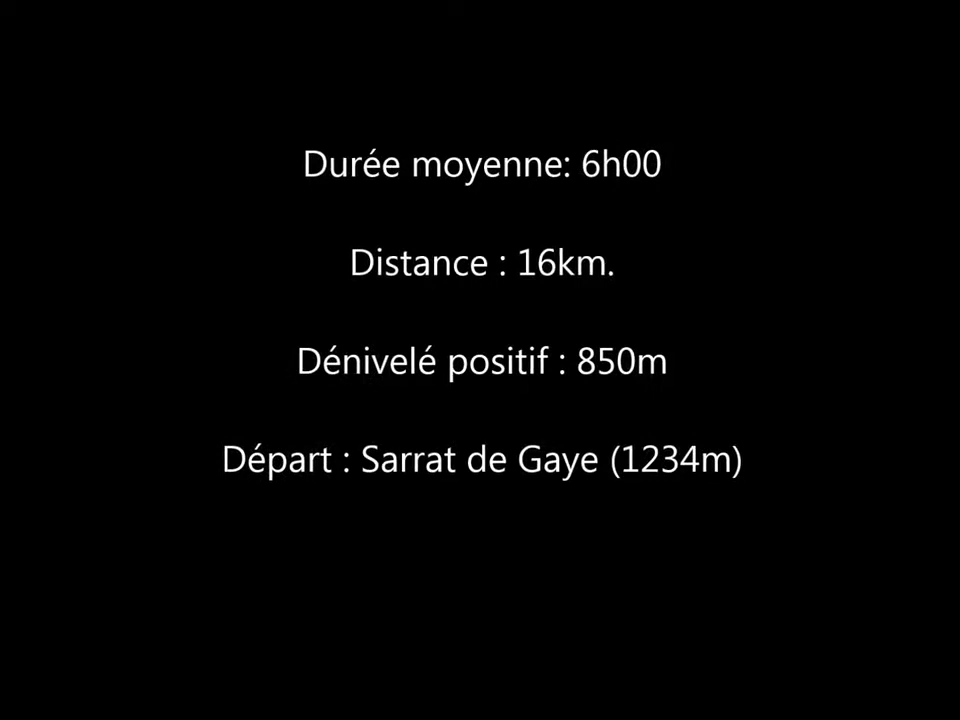 Durée moyenne: 6h00
Distance : 16km.
Dénivelé positif : 850m
Départ : Sarrat de Gaye (1234m)